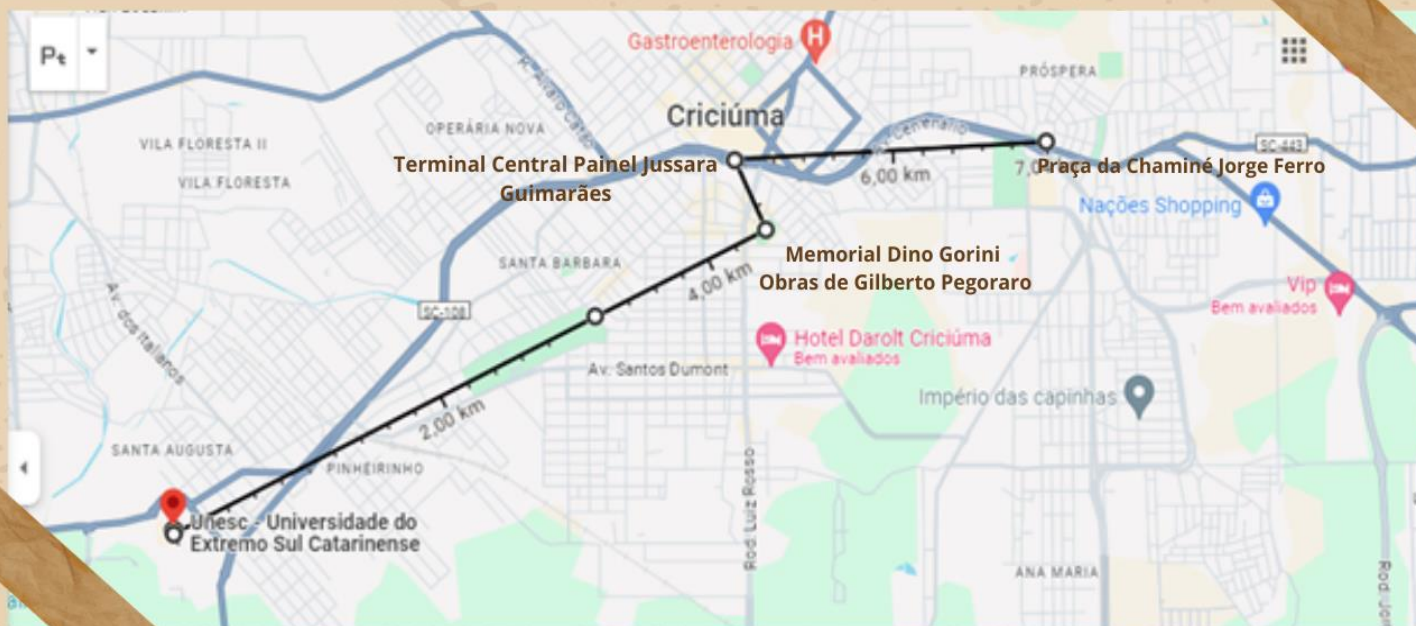 Pt
Gastroenterologia
H
PRÓSPERA
Criciúma
OPERÁRIA NOVA
VILA FLORESTA II
Av. Centenário
SC-443
Terminal Central Painel Jussara
Guimarães
6,00 km
7,0
Praça da Chaminé Jorge Ferro
VILA FLORESTA
Nações Shopping
SANTA BARBARA
Memorial Dino Gorini
Obras de Gilberto Pegoraro
4,00 km
Vip
Bem avaliados
SC-108
Av. dos Italianos
Hotel Darolt Criciúma
Bem avaliados
Av. Santos Dumont
Império das capinhas
2,00 km
SANTA AUGUSTA
PINHEIRINHO
Rod. Luiz Rosso
Unesc - Universidade do
Extremo Sul Catarinense
ANA MARIA